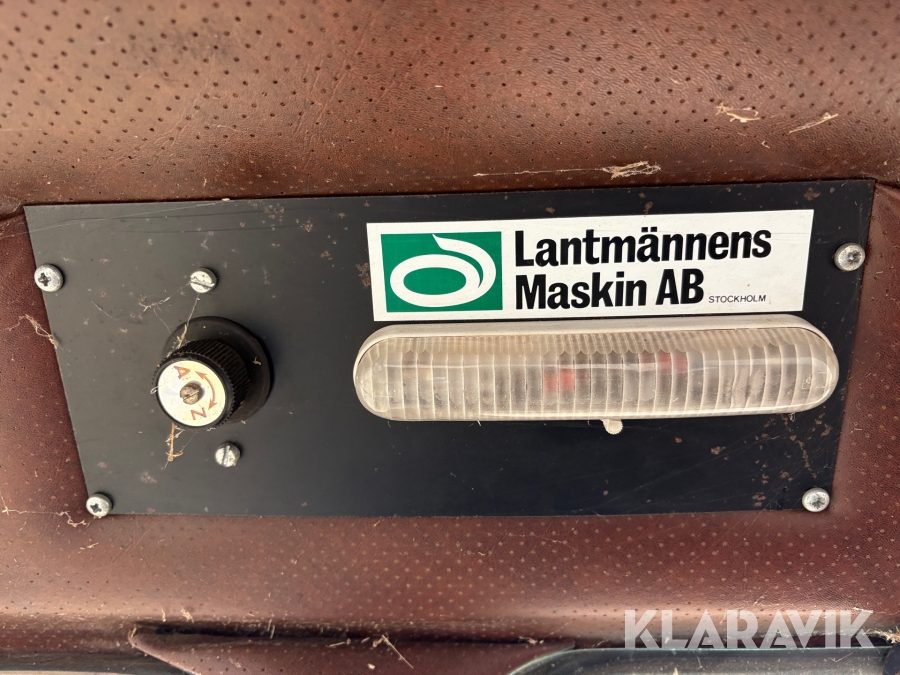 Lantmännens
Maskin AB STOCKHOLM
A
Z
KLARAVIK